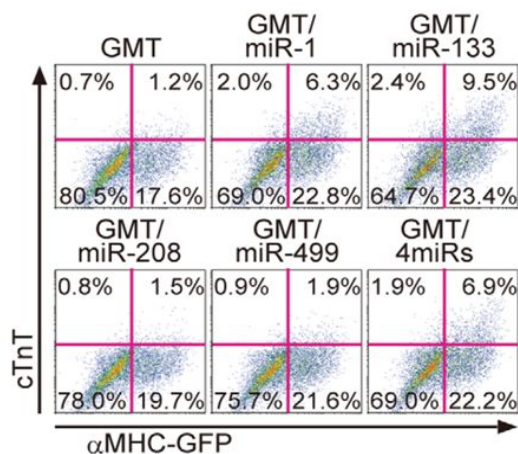 GMT
GMT/
miR-1
GMT/
miR-133
0.7% 1.2%
2.0% 6.3%
2.4% 9.5%
80.5% 17.6%
69.0% 22.8%
64.7% 23.4%
GMT/
miR-208
GMT/
miR-499
GMT/
4miRs
0.8% 1.5%
0.9% 1.9%
1.9% 6.9%
78.0% 19.7%
75.7% 21.6%
69.0% 22.2%
cTnT
αMHC-GFP